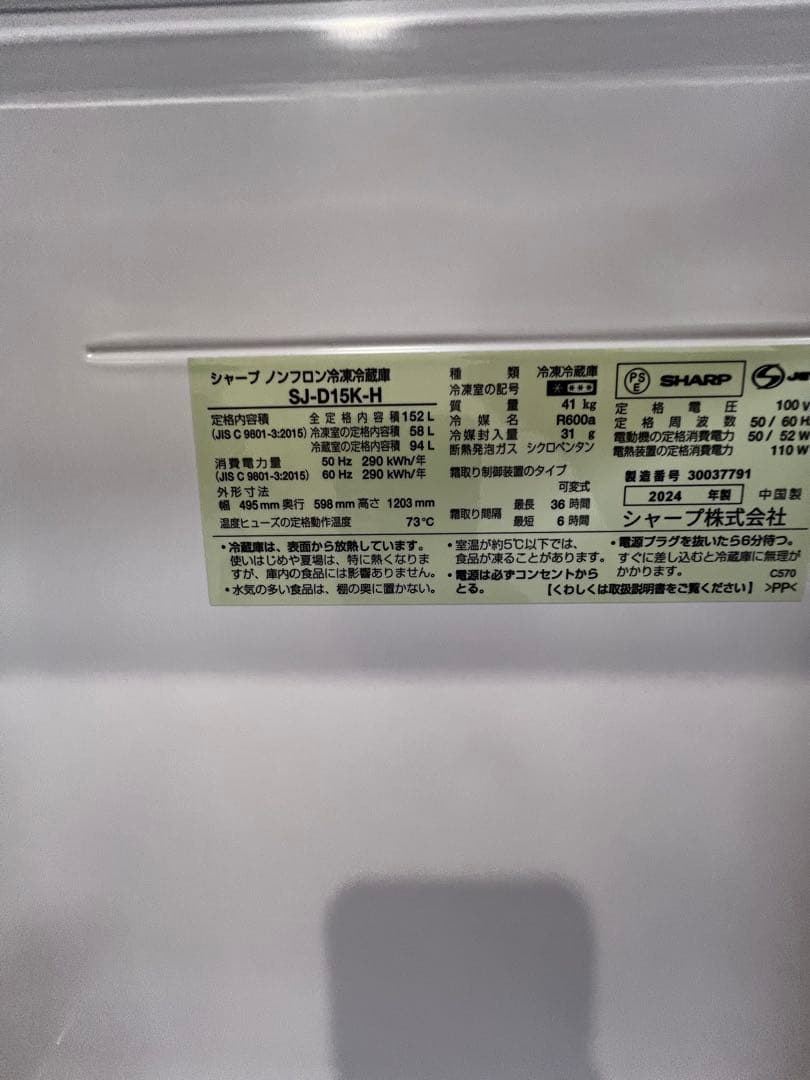 シャープ ノンフロン冷凍冷蔵庫
SJ-D15K-H
定格内容積 全定格内容積 152 L
(JIS C 9801-3:2015) 冷凍室の定格内容積 58 L
冷蔵室の定格内容積 94 L
消費電力量 50 Hz 290 kWh/年
(JIS C 9801-3:2015) 60 Hz 290 kWh/年
外形寸法
幅 495 mm 奥行 598 mm 高さ 1203 mm
温度ヒューズの定格動作温度 73℃
種類 冷凍冷蔵庫
冷凍室の記号 ****
質量 41 kg
冷媒名 R600a
冷媒封入量 31 g
断熱発泡ガス シクロペンタン
霜取り制御装置のタイプ
可変式
霜取り間隔 最長 36 時間
最短 6 時間
PSE SHARP JET
定格電圧 100 V
定格周波数 50 / 60 Hz
電動機の定格消費電力 50 / 52 W
電熱装置の定格消費電力 110 W
製造番号 30037791
2024 年製 中国製
シャープ株式会社
・冷蔵庫は、表面から放熱しています。
使いはじめや夏場は、特に熱くなりま
すが、庫内の食品には影響ありません。
・水気の多い食品は、棚の奥に置かない。
・室温が約5℃以下では、
食品が凍ることがあります。
・電源は必ずコンセントから
とる。
・電源プラグを抜いたら6分待つ。
すぐに差し込むと冷蔵庫に無理が
かかります。 C570
【くわしくは取扱説明書をご覧ください】 >PP<